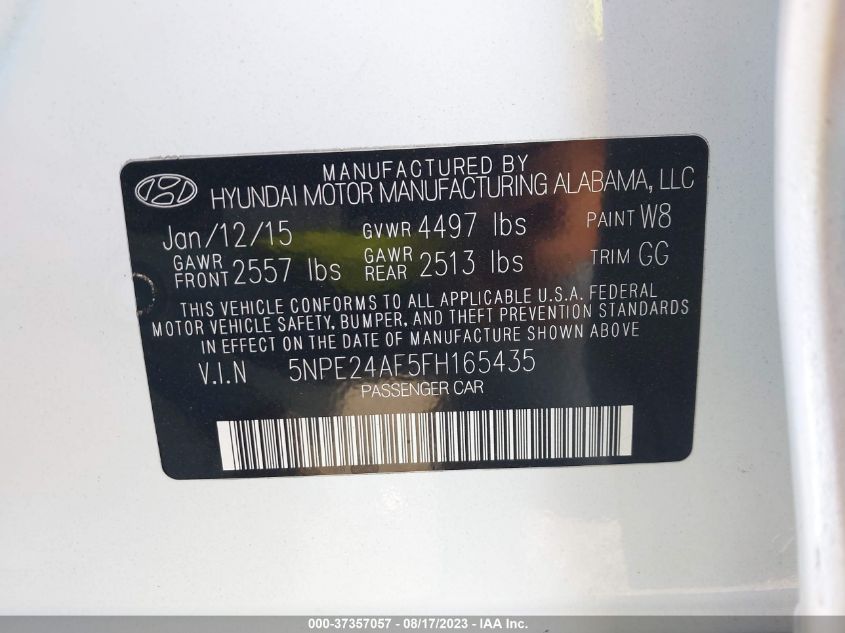 MANUFACTURED BY
HYUNDAI MOTOR MANUFACTURING ALABAMA, LLC
Jan/12/15 GVWR 4497 lbs PAINT W8
GAWR FRONT 2557 lbs GAWR REAR 2513 lbs TRIM GG
THIS VEHICLE CONFORMS TO ALL APPLICABLE U.S.A. FEDERAL
MOTOR VEHICLE SAFETY, BUMPER, AND THEFT PREVENTION STANDARDS
IN EFFECT ON THE DATE OF MANUFACTURE SHOWN ABOVE
V.I.N 5NPE24AF5FH165435
PASSENGER CAR
000-37357057 - 08/17/2023 - IAA Inc.